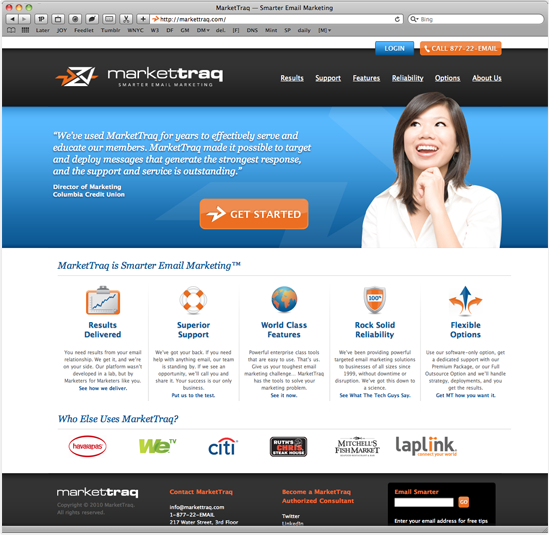 MarketTraq — Smarter Email Marketing
http://markettraq.com/
Bing
Later JOY Feedlet Tumblr WNYC W3 DF GM DM+ del. [F] DNS Mint SP daily [M]
LOGIN
CALL 877-22-EMAIL
markettraq
SMARTER EMAIL MARKETING
Results Support Features Reliability Options About Us
“We’ve used MarketTraq for years to effectively serve and
educate our members. MarketTraq made it possible to target
and deploy messages that generate the strongest response,
and the support and service is outstanding.”
Director of Marketing
Columbia Credit Union
GET STARTED
MarketTraq is Smarter Email Marketing™
Results
Delivered
You need results from your email
relationship. We get it, and we're
on your side. Our platform wasn't
developed in a lab, but by
Marketers for Marketers like you.
See how we deliver.
Superior
Support
We've got your back. If you need
help with anything email, our team
is standing by. If we see an
opportunity, we'll call you and
share it. Your success is our only
business.
Put us to the test.
World Class
Features
Powerful enterprise class tools
that are easy to use. That's us.
Give us your toughest email
marketing challenge... MarketTraq
has the tools to solve your
marketing problem.
See it now.
100%
Rock Solid
Reliability
We've been providing powerful
targeted email marketing solutions
to businesses of all sizes since
1999, without downtime or
disruption. We've got this down to
a science.
See What The Tech Guys Say.
Flexible
Options
Use our software-only option, get
a dedicated support with our
Premium Package, or our Full
Outsource Option and we'll handle
strategy, deployments, and you
get the results.
Get MT how you want it.
Who Else Uses MarketTraq?
havaianas
WE TV
citi
RUTH'S
CHRIS
STEAK HOUSE
MITCHELL'S
FISH MARKET
laplink
connect your world
markettraq
Copyright © 2010 MarketTraq.
All rights reserved.
Contact MarketTraq
info@markettraq.com
1-877-22-EMAIL
217 Water Street, 3rd Floor
Become a MarketTraq
Authorized Consultant
Twitter
LinkedIn
Email Smarter
GO
Enter your email address for free tips